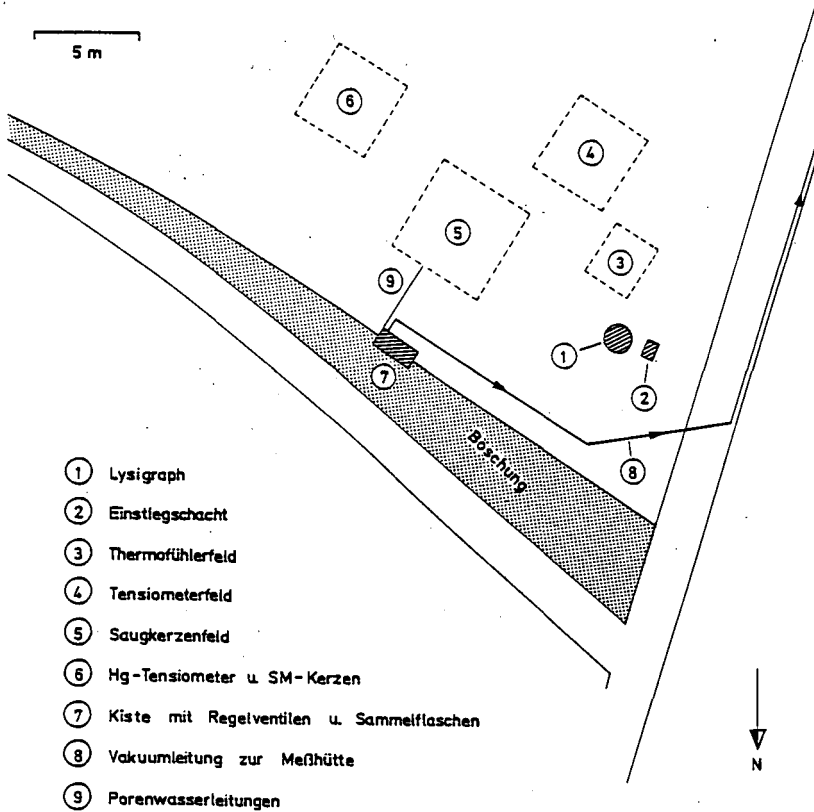 5 m
6
4
5
3
9
1
7
2
8
Böschung
1 Lysigraph
2 Einstiegschacht
3 Thermofühlerfeld
4 Tensiometerfeld
5 Saugkerzenfeld
6 Hg-Tensiometer u. SM-Kerzen
7 Kiste mit Regelventilen u. Sammelflaschen
8 Vakuumleitung zur Meßhütte
9 Porenwasserleitungen
N